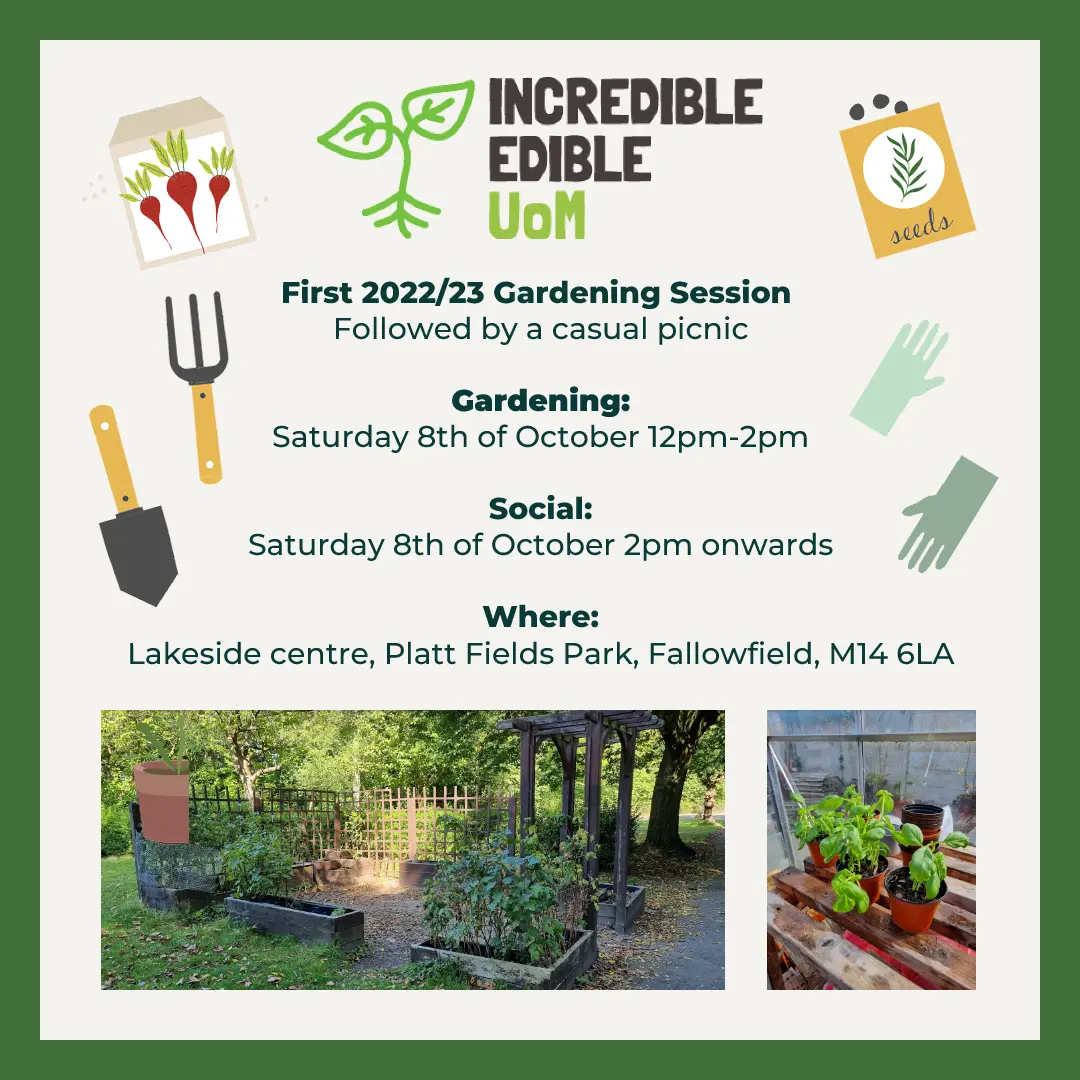 INCREDIBLE
EDIBLE
UoM
seeds
First 2022/23 Gardening Session
Followed by a casual picnic
Gardening:
Saturday 8th of October 12pm-2pm
Social:
Saturday 8th of October 2pm onwards
Where:
Lakeside centre, Platt Fields Park, Fallowfield, M14 6LA